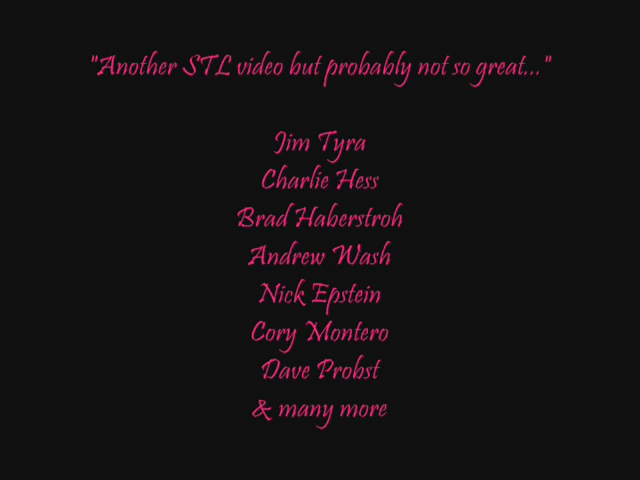 "Another STL video but probably not so great..."
Jim Tyra
Charlie Hess
Brad Haberstroh
Andrew Wash
Nick Epstein
Cory Montero
Dave Probst
& many more